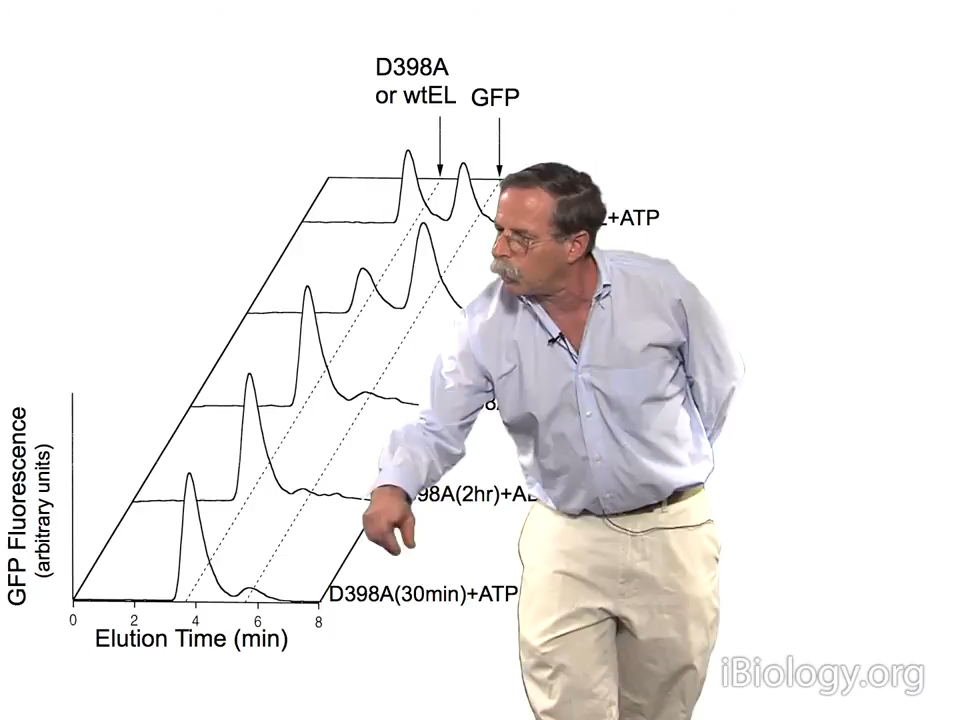 D398A
or wtEL GFP
+ATP
98A(2hr)+A
D398A(30min)+ATP
GFP Fluorescence
(arbitrary units)
0 2 4 6 8
Elution Time (min)
iBiology.org